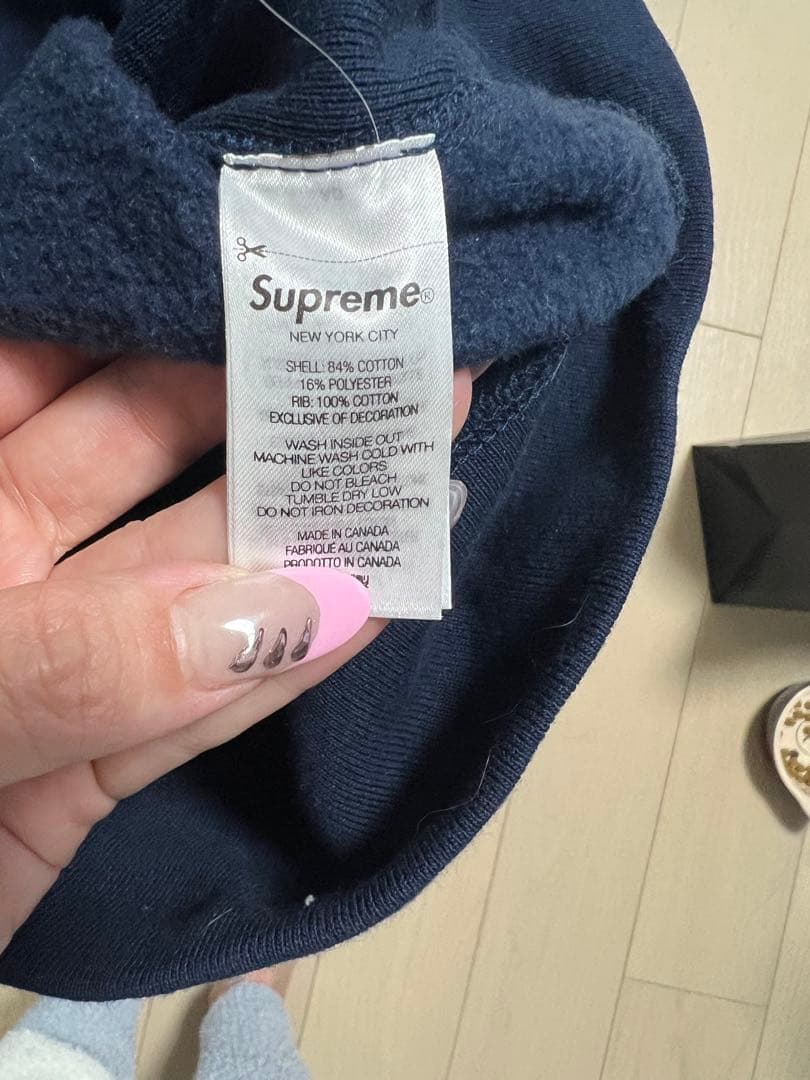 Supreme®
NEW YORK CITY
SHELL: 84% COTTON
16% POLYESTER
RIB: 100% COTTON
EXCLUSIVE OF DECORATION
WASH INSIDE OUT
MACHINE WASH COLD WITH
LIKE COLORS
DO NOT BLEACH
TUMBLE DRY LOW
DO NOT IRON DECORATION
MADE IN CANADA
FABRIQUÉ AU CANADA
PRODOTTO IN CANADA